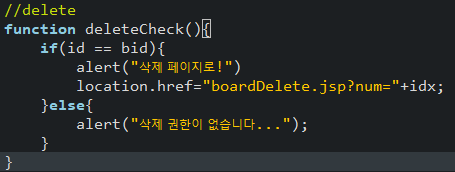 //delete
function deleteCheck(){
    if(id == bid){
        alert("삭제 페이지로!")
        location.href="boardDelete.jsp?num="+idx;
    }else{
        alert("삭제 권한이 없습니다...");
    }
}